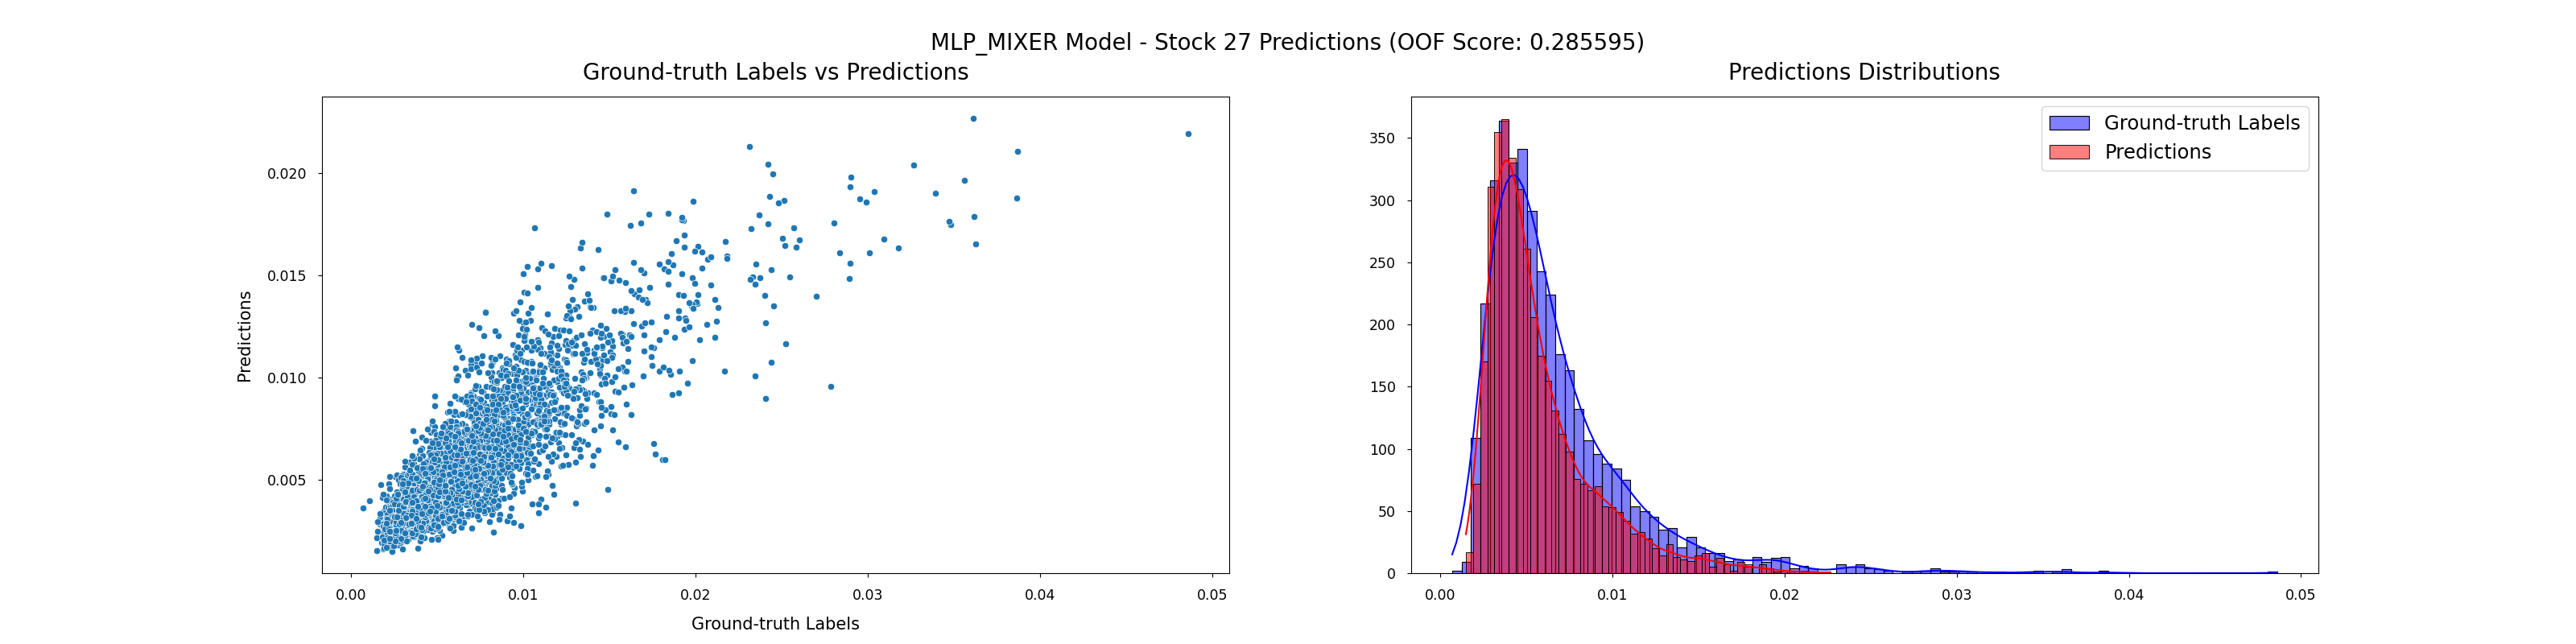 MLP_MIXER Model - Stock 27 Predictions (OOF Score: 0.285595)
Ground-truth Labels vs Predictions
Predictions
0.020
0.015
0.010
0.005
0.00 0.01 0.02 0.03 0.04 0.05
Ground-truth Labels
Predictions Distributions
Ground-truth Labels
Predictions
350
300
250
200
150
100
50
0
0.00 0.01 0.02 0.03 0.04 0.05